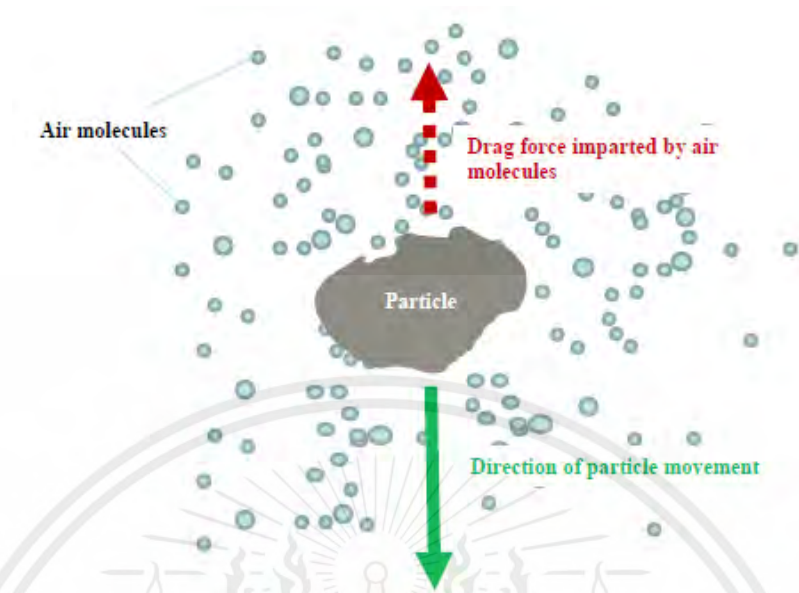 Air molecules
Drag force imparted by air
molecules
Particle
Direction of particle movement